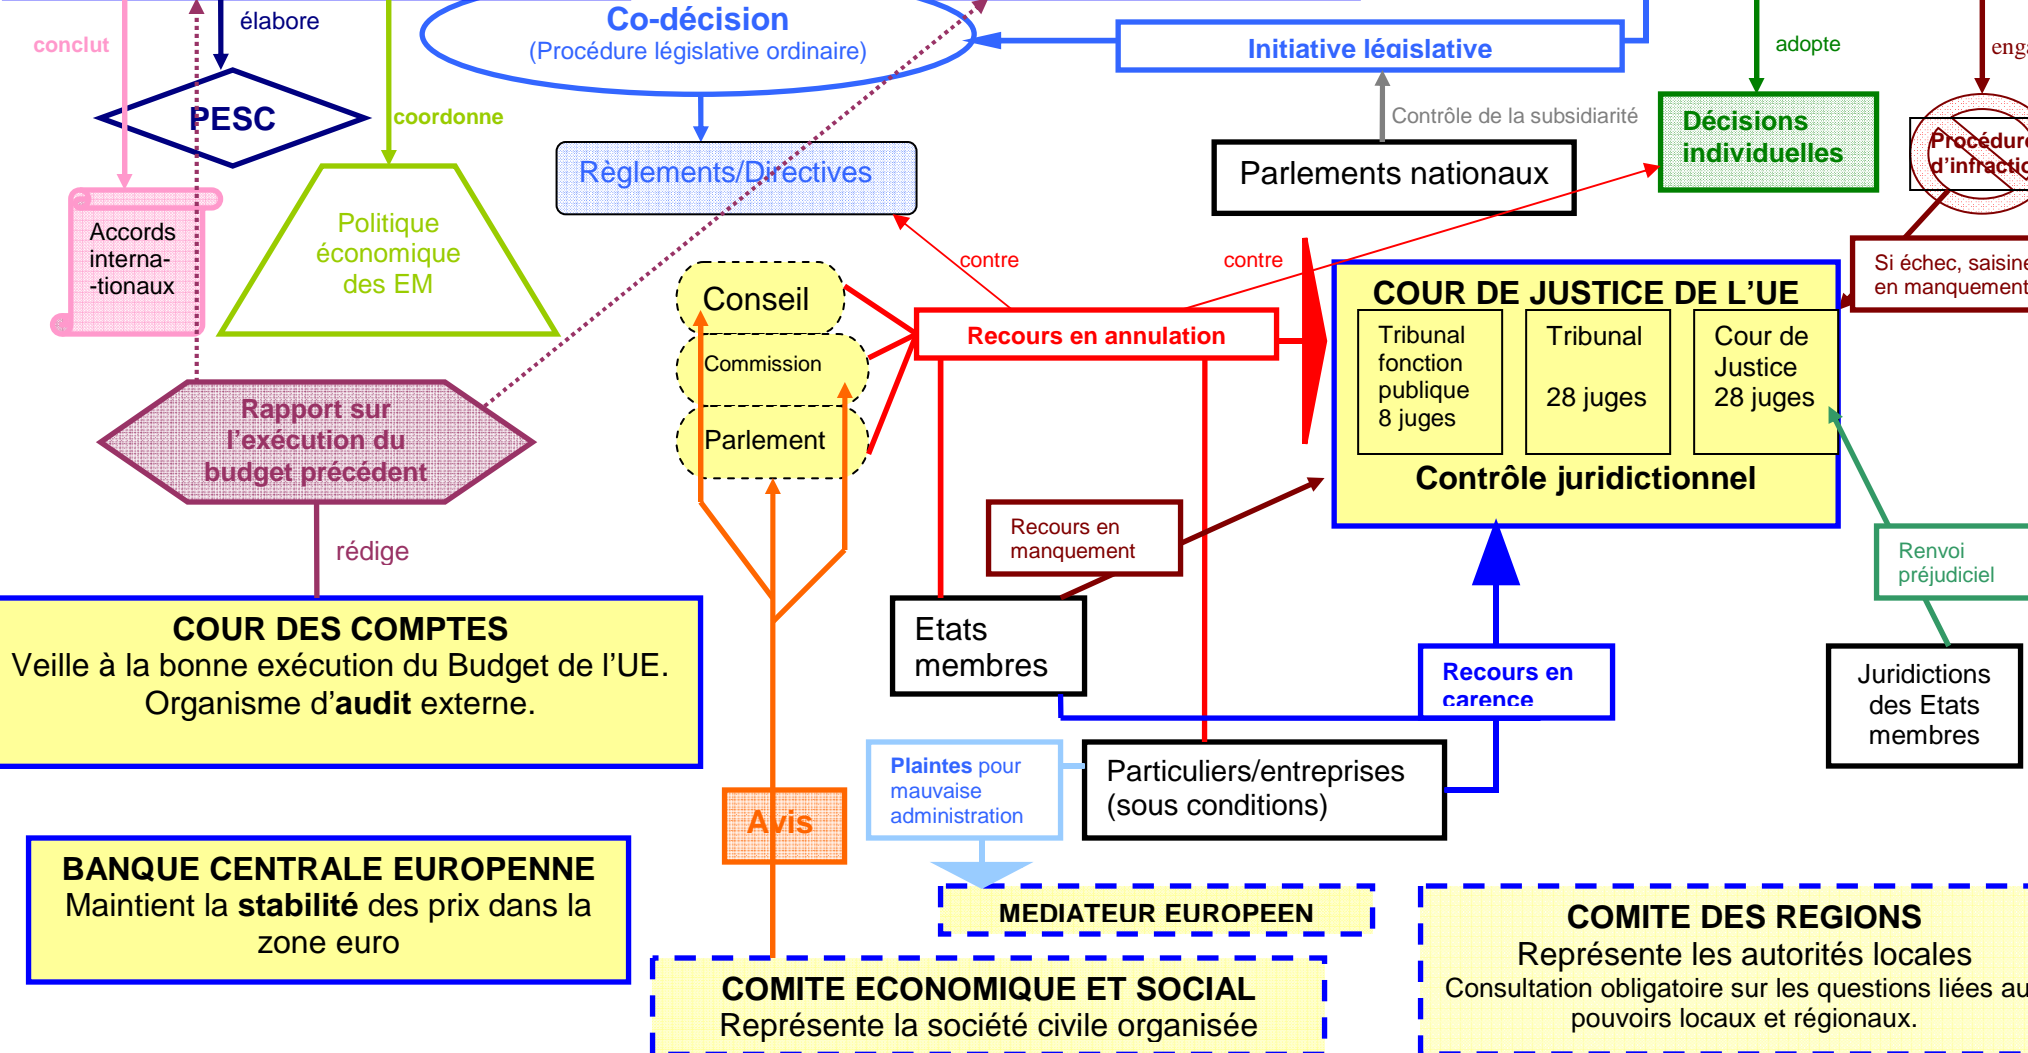 élabore
conclut
Co-décision
(Procédure législative ordinaire)
Initiative législative
adopte
PESC
coordonne
Contrôle de la subsidiarité
Décisions
individuelles
Règlements/Directives
Parlements nationaux
Accords
interna-
-tionaux
Politique
économique
des EM
contre
contre
Si échec, saisine
en manquement
Conseil
Commission
Parlement
Recours en annulation
COUR DE JUSTICE DE L'UE
Tribunal
fonction
publique
8 juges
Tribunal
28 juges
Cour de
Justice
28 juges
Contrôle juridictionnel
Rapport sur
l'exécution du
budget précédent
rédige
Recours en
manquement
Renvoi
préjudiciel
COUR DES COMPTES
Veille à la bonne exécution du Budget de l'UE.
Organisme d'audit externe.
Etats
membres
Recours en
carence
Juridictions
des Etats
membres
Plaintes pour
mauvaise
administration
Particuliers/entreprises
(sous conditions)
Avis
BANQUE CENTRALE EUROPENNE
Maintient la stabilité des prix dans la
zone euro
MEDIATEUR EUROPEEN
COMITE ECONOMIQUE ET SOCIAL
Représente la société civile organisée
COMITE DES REGIONS
Représente les autorités locales
Consultation obligatoire sur les questions liées au
pouvoirs locaux et régionaux.